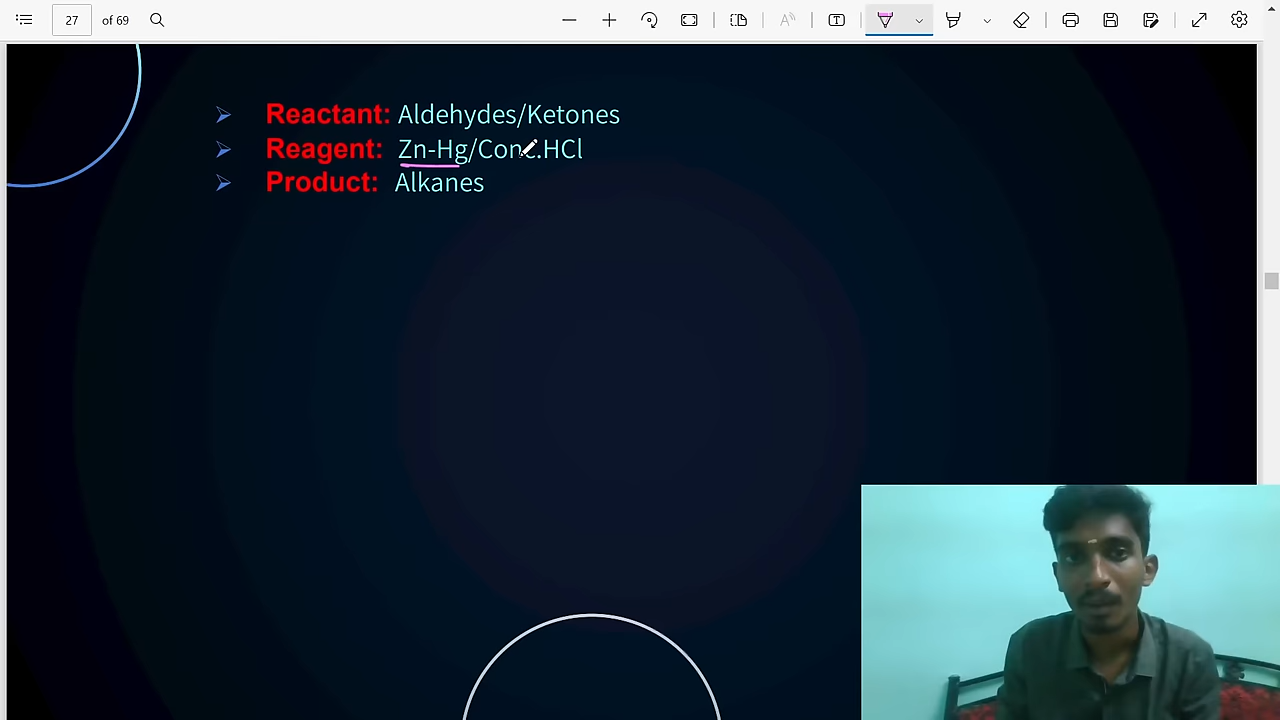 27 of 69
Reactant: Aldehydes/Ketones
Reagent: Zn-Hg/Conc.HCl
Product: Alkanes